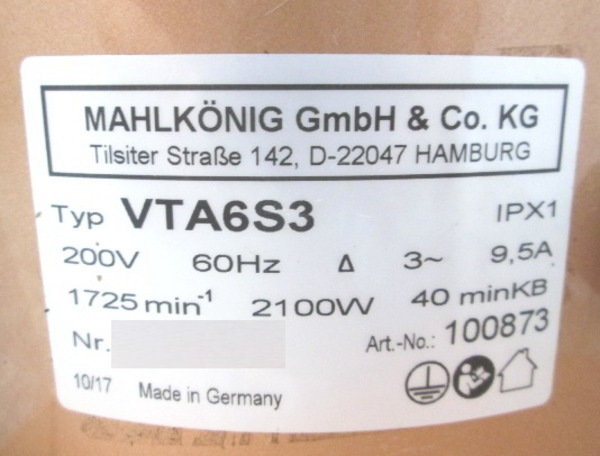 MAHLKÖNIG GmbH & Co. KG
Tilsiter Straße 142, D-22047 HAMBURG
Typ VTA6S3 IPX1
200V 60Hz Δ 3~ 9,5A
1725 min⁻¹ 2100W 40 minKB
Nr. Art.-No.: 100873
10/17 Made in Germany